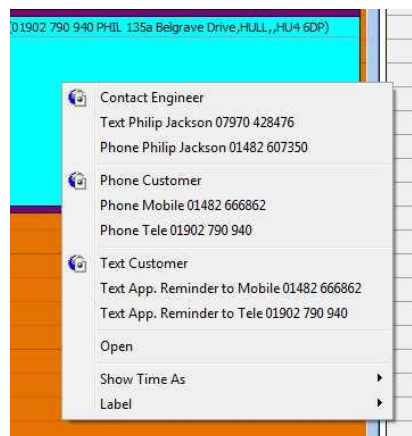 (01902 790 940 PHIL 135a Belgrave Drive,HULL,,HU4 6DP)
Contact Engineer
Text Philip Jackson 07970 428476
Phone Philip Jackson 01482 607350
Phone Customer
Phone Mobile 01482 666862
Phone Tele 01902 790 940
Text Customer
Text App. Reminder to Mobile 01482 666862
Text App. Reminder to Tele 01902 790 940
Open
Show Time As
Label